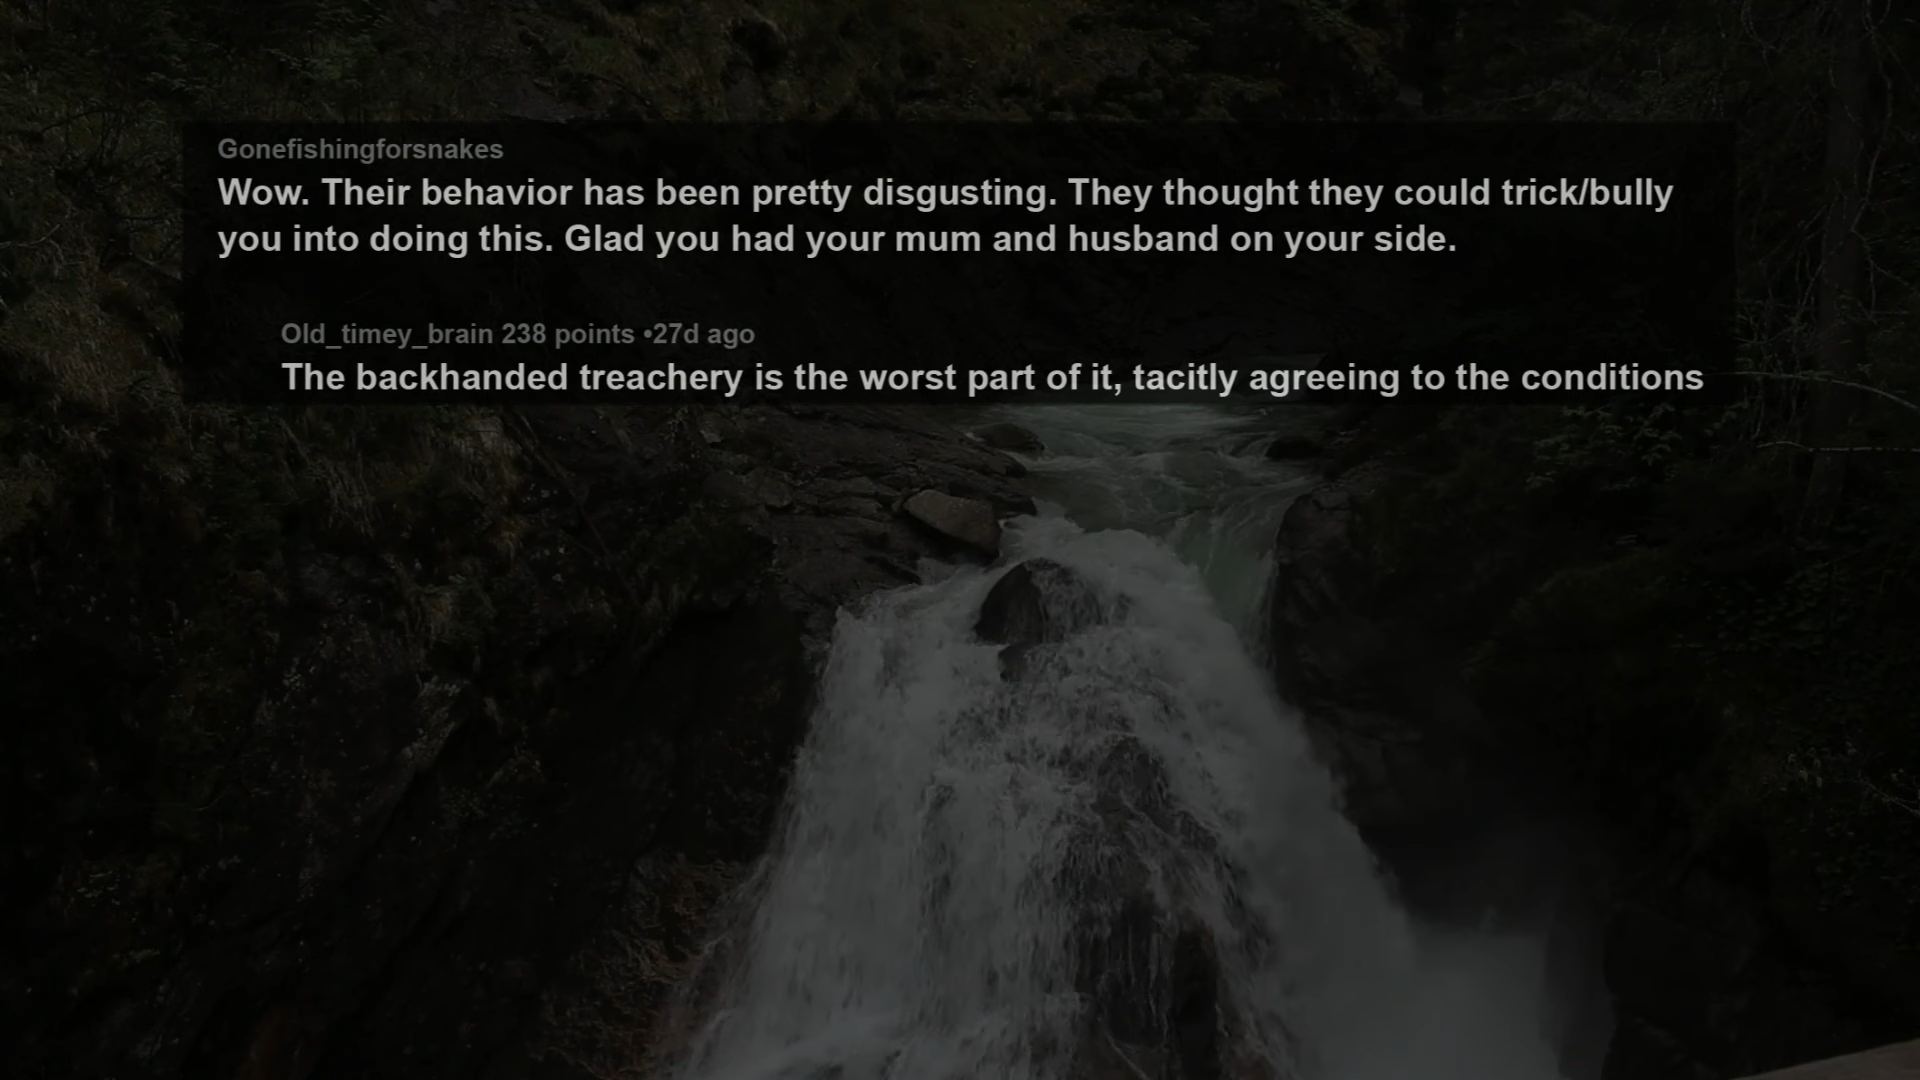 Gonefishingforsnakes
Wow. Their behavior has been pretty disgusting. They thought they could trick/bully
you into doing this. Glad you had your mum and husband on your side.
Old_timey_brain 238 points •27d ago
The backhanded treachery is the worst part of it, tacitly agreeing to the conditions